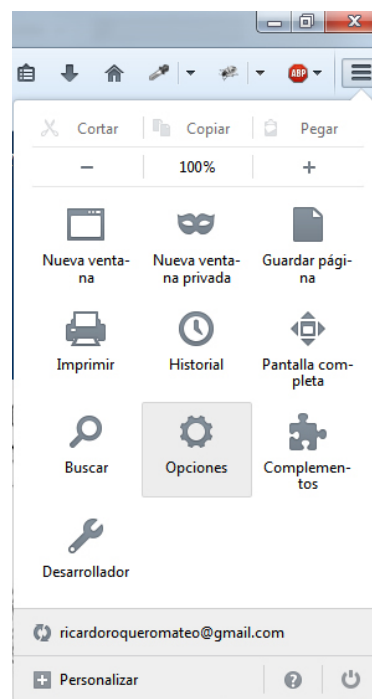 ABP
Cortar Copiar Pegar
− 100% +
Nueva venta- Nueva venta- Guardar pági-
na na privada na
Imprimir Historial Pantalla com-
pleta
Buscar Opciones Complemen-
tos
Desarrollador
ricardoroqueromateo@gmail.com
Personalizar ?